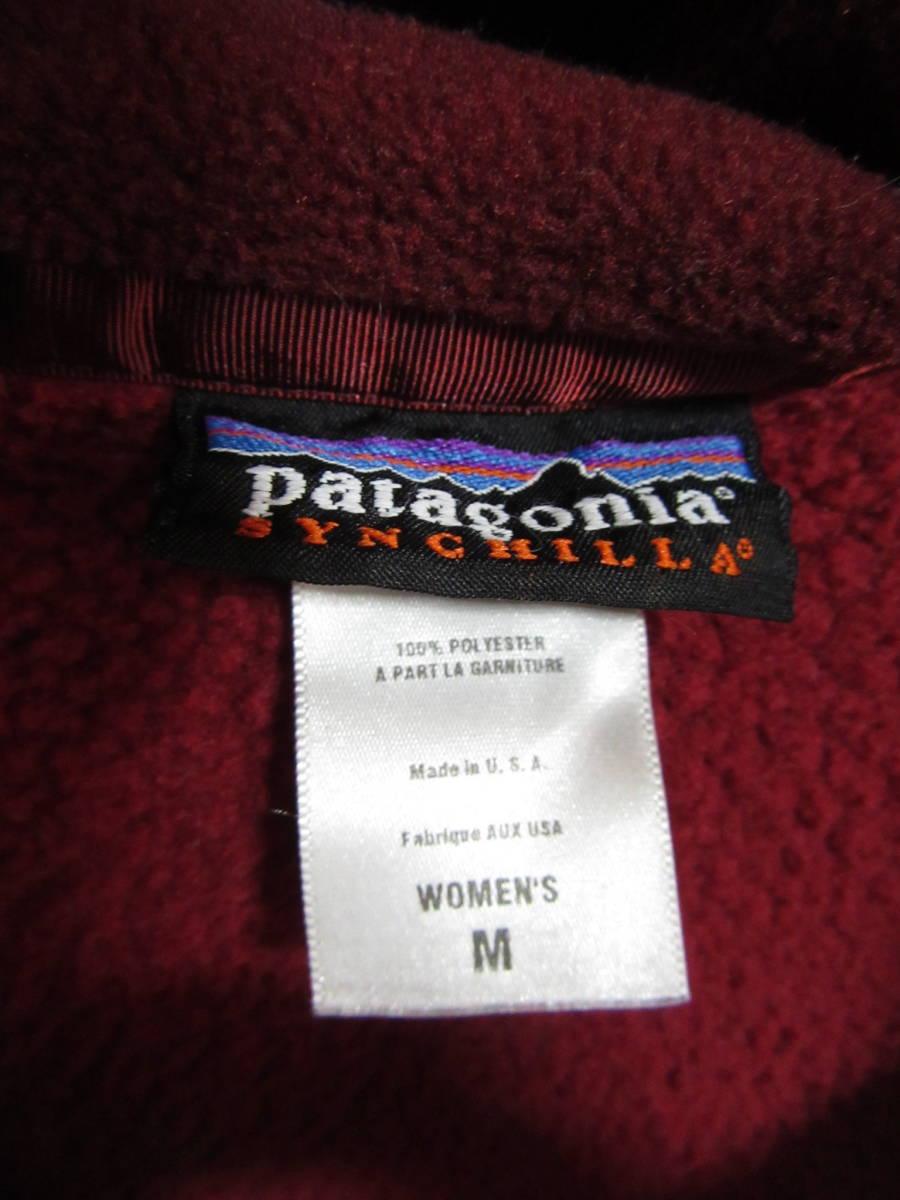 patagonia®
SYNCHILLA®
100% POLYESTER
A PART LA GARNITURE
Made in U. S. A.
Fabrique AUX USA
WOMEN'S
M